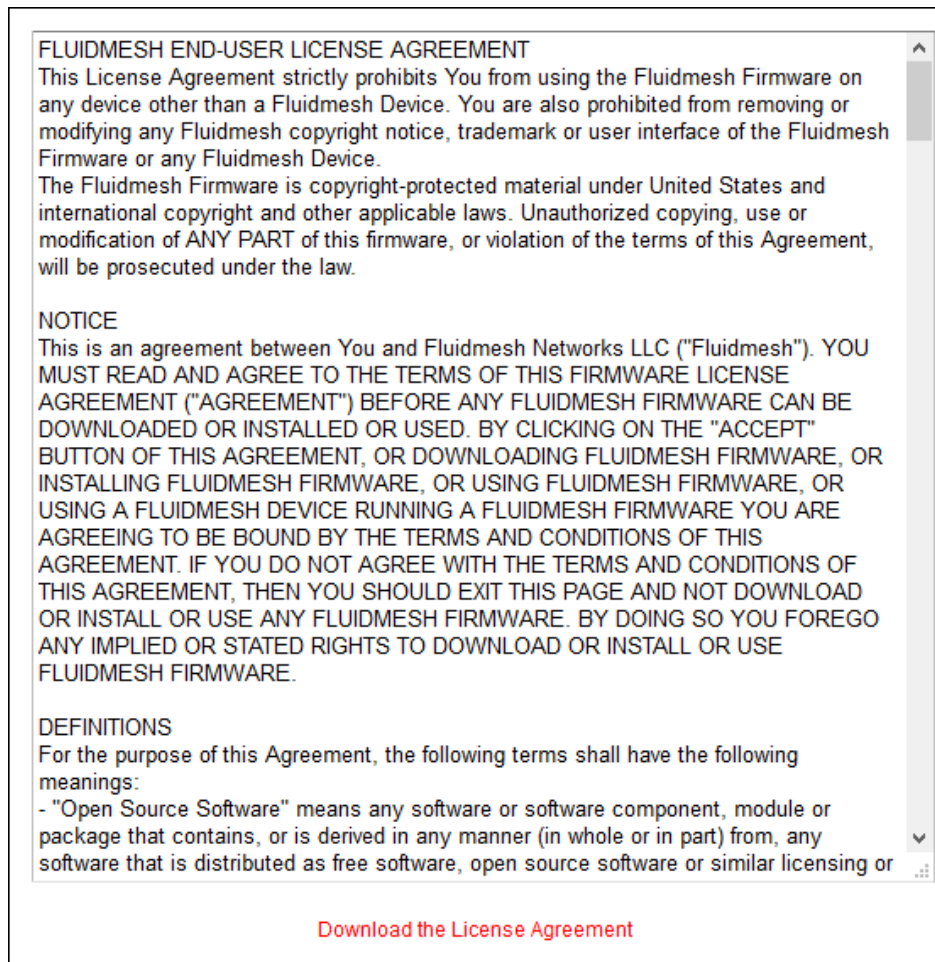 FLUIDMESH END-USER LICENSE AGREEMENT
This License Agreement strictly prohibits You from using the Fluidmesh Firmware on
any device other than a Fluidmesh Device. You are also prohibited from removing or
modifying any Fluidmesh copyright notice, trademark or user interface of the Fluidmesh
Firmware or any Fluidmesh Device.
The Fluidmesh Firmware is copyright-protected material under United States and
international copyright and other applicable laws. Unauthorized copying, use or
modification of ANY PART of this firmware, or violation of the terms of this Agreement,
will be prosecuted under the law.
NOTICE
This is an agreement between You and Fluidmesh Networks LLC ("Fluidmesh"). YOU
MUST READ AND AGREE TO THE TERMS OF THIS FIRMWARE LICENSE
AGREEMENT ("AGREEMENT") BEFORE ANY FLUIDMESH FIRMWARE CAN BE
DOWNLOADED OR INSTALLED OR USED. BY CLICKING ON THE "ACCEPT"
BUTTON OF THIS AGREEMENT, OR DOWNLOADING FLUIDMESH FIRMWARE, OR
INSTALLING FLUIDMESH FIRMWARE, OR USING FLUIDMESH FIRMWARE, OR
USING A FLUIDMESH DEVICE RUNNING A FLUIDMESH FIRMWARE YOU ARE
AGREEING TO BE BOUND BY THE TERMS AND CONDITIONS OF THIS
AGREEMENT. IF YOU DO NOT AGREE WITH THE TERMS AND CONDITIONS OF
THIS AGREEMENT, THEN YOU SHOULD EXIT THIS PAGE AND NOT DOWNLOAD
OR INSTALL OR USE ANY FLUIDMESH FIRMWARE. BY DOING SO YOU FOREGO
ANY IMPLIED OR STATED RIGHTS TO DOWNLOAD OR INSTALL OR USE
FLUIDMESH FIRMWARE.
DEFINITIONS
For the purpose of this Agreement, the following terms shall have the following
meanings:
- "Open Source Software" means any software or software component, module or
package that contains, or is derived in any manner (in whole or in part) from, any
software that is distributed as free software, open source software or similar licensing or
Download the License Agreement